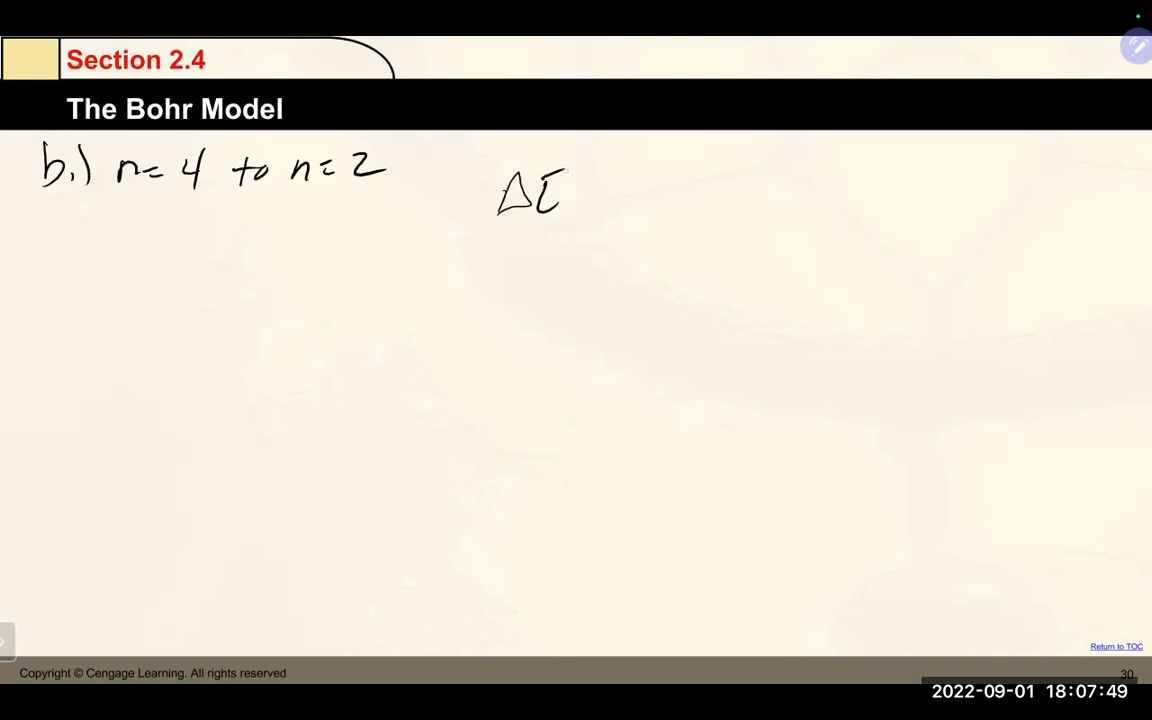 Section 2.4
The Bohr Model
b.) n = 4 to n = 2
ΔE
Return to TOC
Copyright © Cengage Learning. All rights reserved
30
2022-09-01 18:07:49